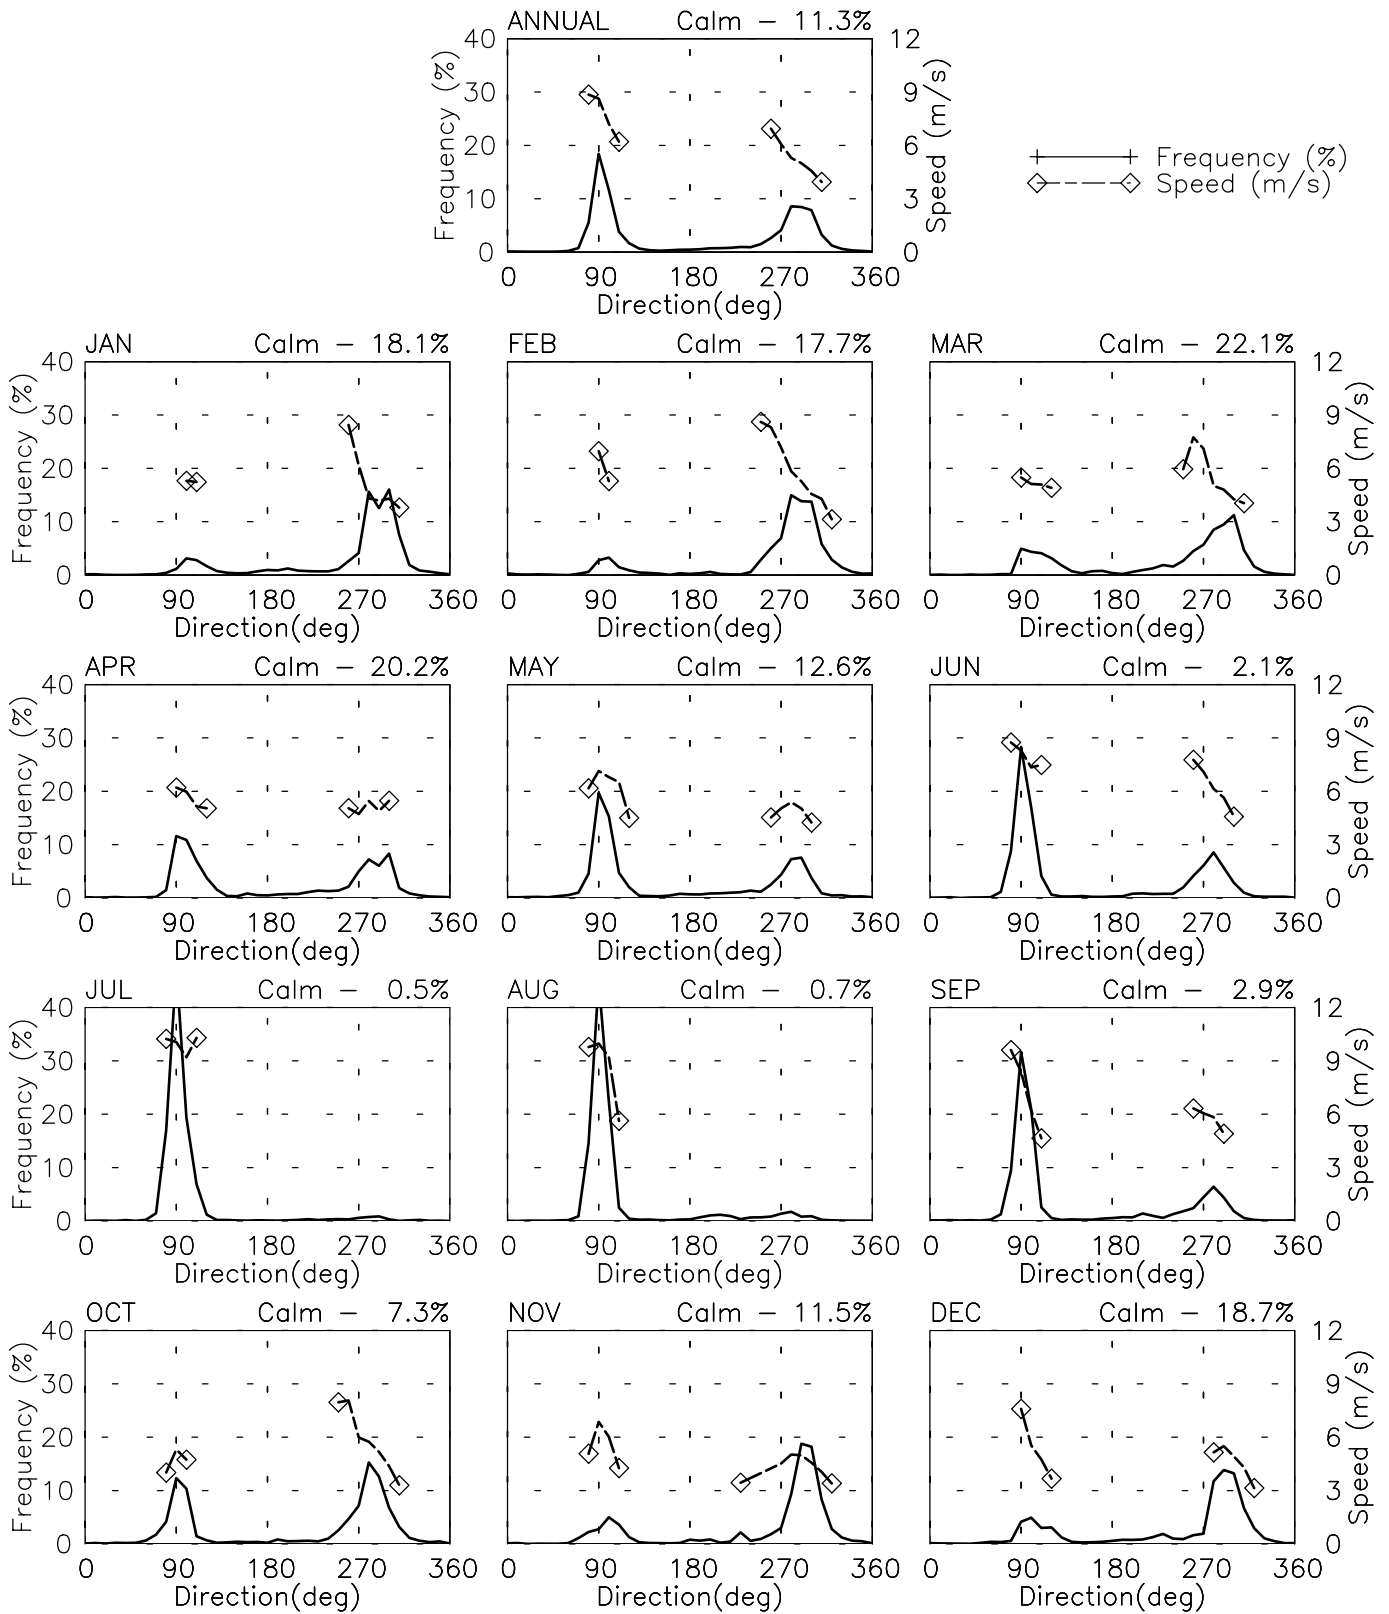 ANNUAL Calm – 11.3%
40 30 20 10 0
Frequency (%)
12 9 6 3 0
Speed (m/s)
0 90 180 270 360
Direction(deg)
Frequency (%)
Speed (m/s)
JAN Calm – 18.1%
FEB Calm – 17.7%
MAR Calm – 22.1%
40 30 20 10 0
Frequency (%)
12 9 6 3 0
Speed (m/s)
0 90 180 270 360
0 90 180 270 360
0 90 180 270 360
Direction(deg)
Direction(deg)
Direction(deg)
APR Calm – 20.2%
MAY Calm – 12.6%
JUN Calm – 2.1%
40 30 20 10 0
Frequency (%)
12 9 6 3 0
Speed (m/s)
0 90 180 270 360
0 90 180 270 360
0 90 180 270 360
Direction(deg)
Direction(deg)
Direction(deg)
JUL Calm – 0.5%
AUG Calm – 0.7%
SEP Calm – 2.9%
40 30 20 10 0
Frequency (%)
12 9 6 3 0
Speed (m/s)
0 90 180 270 360
0 90 180 270 360
0 90 180 270 360
Direction(deg)
Direction(deg)
Direction(deg)
OCT Calm – 7.3%
NOV Calm – 11.5%
DEC Calm – 18.7%
40 30 20 10 0
Frequency (%)
12 9 6 3 0
Speed (m/s)
0 90 180 270 360
0 90 180 270 360
0 90 180 270 360
Direction(deg)
Direction(deg)
Direction(deg)